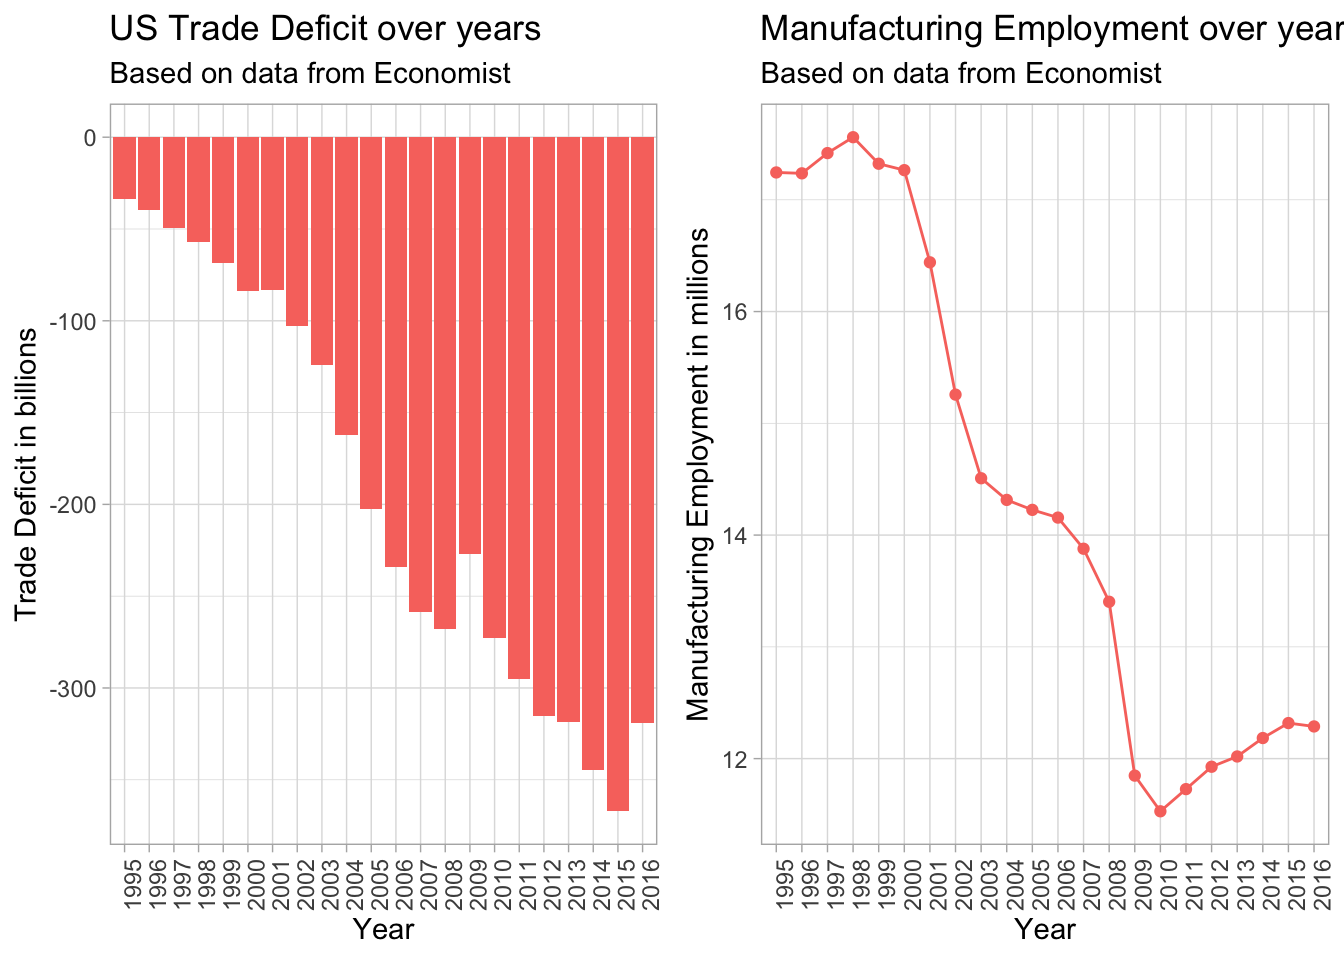 US Trade Deficit over years
Based on data from Economist
Trade Deficit in billions
0
-100
-200
-300
1995 1996 1997 1998 1999 2000 2001 2002 2003 2004 2005 2006 2007 2008 2009 2010 2011 2012 2013 2014 2015 2016
Year
Manufacturing Employment over year
Based on data from Economist
Manufacturing Employment in millions
16
14
12
1995 1996 1997 1998 1999 2000 2001 2002 2003 2004 2005 2006 2007 2008 2009 2010 2011 2012 2013 2014 2015 2016
Year